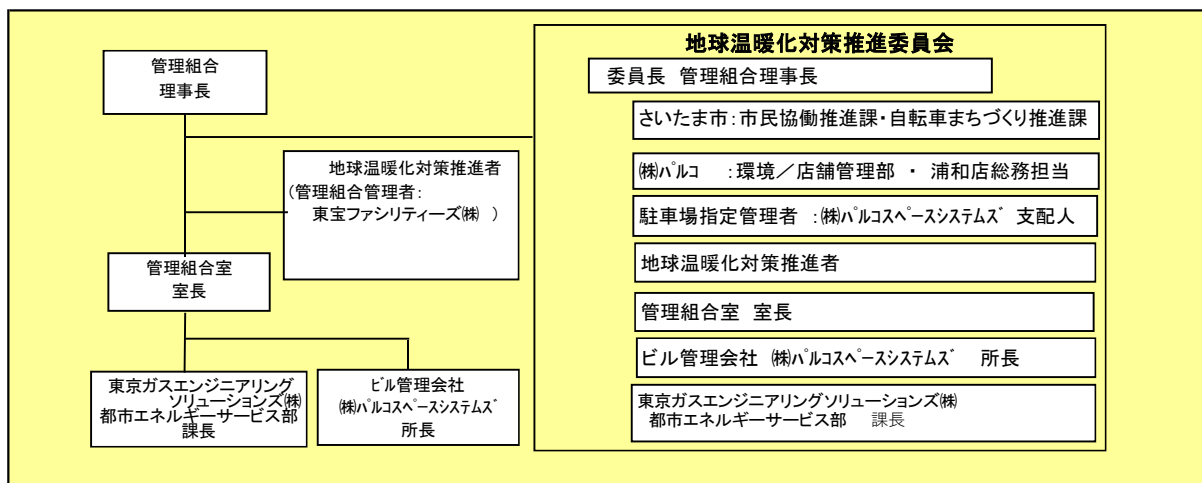 管理組合
理事長
地球温暖化対策推進者
(管理組合管理者:
東宝ファシリティーズ㈱ )
管理組合室
室長
東京ガスエンジニアリング
ソリューションズ㈱
都市エネルギーサービス部
課長
ﾋﾞﾙ管理会社
㈱ﾊﾟﾙｺｽﾍﾟｰｽｼｽﾃﾑｽﾞ
所長
地球温暖化対策推進委員会
委員長 管理組合理事長
さいたま市:市民協働推進課・自転車まちづくり推進課
㈱ﾊﾟﾙｺ :環境/店舗管理部 ・ 浦和店総務担当
駐車場指定管理者 :㈱ﾊﾟﾙｺｽﾍﾟｰｽｼｽﾃﾑｽﾞ 支配人
地球温暖化対策推進者
管理組合室 室長
ビル管理会社 ㈱ﾊﾟﾙｺｽﾍﾟｰｽｼｽﾃﾑｽﾞ 所長
東京ガスエンジニアリングソリューションズ㈱
都市エネルギーサービス部 課長